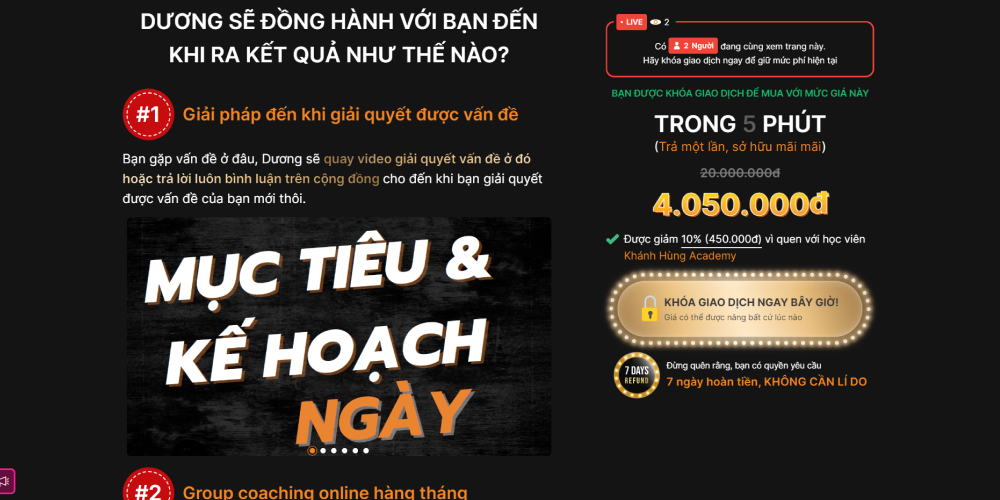 DƯƠNG SẼ ĐỒNG HÀNH VỚI BẠN ĐẾN
KHI RA KẾT QUẢ NHƯ THẾ NÀO?
#1 Giải pháp đến khi giải quyết được vấn đề
Bạn gặp vấn đề ở đâu, Dương sẽ quay video giải quyết vấn đề ở đó
hoặc trả lời luôn bình luận trên cộng đồng cho đến khi bạn giải quyết
được vấn đề của bạn mới thôi.
MỤC TIÊU &
KẾ HOẠCH
NGÀY
#2 Group coaching online hàng tháng
• LIVE 2
Có 2 Người đang cùng xem trang này.
Hãy khóa giao dịch ngay để giữ mức phí hiện tại
BẠN ĐƯỢC KHÓA GIAO DỊCH ĐỂ MUA VỚI MỨC GIÁ NÀY
TRONG 5 PHÚT
(Trả một lần, sở hữu mãi mãi)
20.000.000đ
4.050.000đ
Được giảm 10% (450.000đ) vì quen với học viên
Khánh Hùng Academy
KHÓA GIAO DỊCH NGAY BÂY GIỜ!
Giá có thể được nâng bất cứ lúc nào
7 DAYS
REFUND
Đừng quên rằng, bạn có quyền yêu cầu
7 ngày hoàn tiền, KHÔNG CẦN LÍ DO